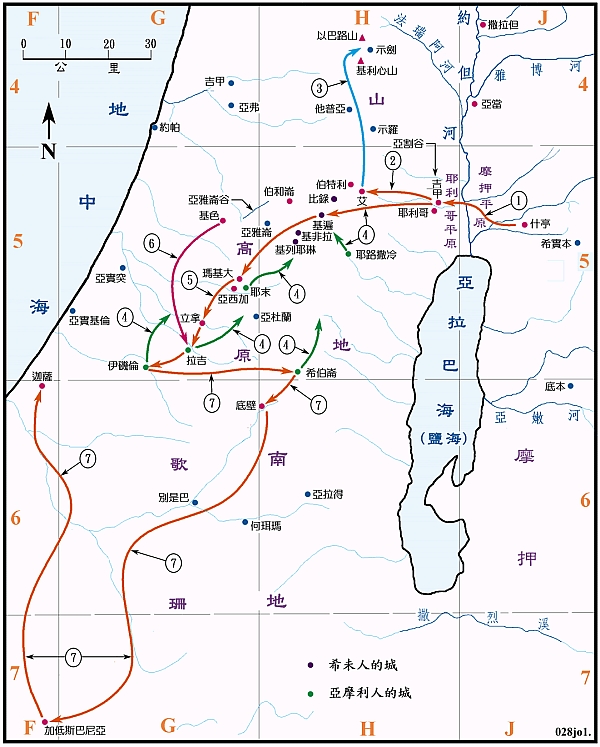 F G H J
0 10 20 30
公 里
N
4
4
5
5
6
6
7
7
以巴路山
示劍
基利心山
法瑞阿河
約但河
撒拉但
雅博河
亞當
吉甲
亞弗
約帕
他普亞
示羅
山
地中海
亞割谷
吉甲
耶利哥平原
摩押平原
③
②
①
伯特利
艾
比錄
耶利哥
什亭
希實本
亞雅崙谷
伯和崙
基色
亞雅崙
高
基遍
基非拉
基列耶琳
④
耶路撒冷
⑥
瑪基大
⑤
亞西加
耶末
④
亞實突
亞實基倫
④
立拿
亞杜蘭
④
④
原
地
伊磯倫
拉吉
希伯崙
⑦
⑦
底壁
迦薩
亞拉巴海
(鹽海)
底本
亞嫩河
摩押
歌珊
南地
⑦
別是巴
亞拉得
何珥瑪
⑦
撒烈溪
⑦
希未人的城
亞摩利人的城
加低斯巴尼亞
F G H J
028jo1.